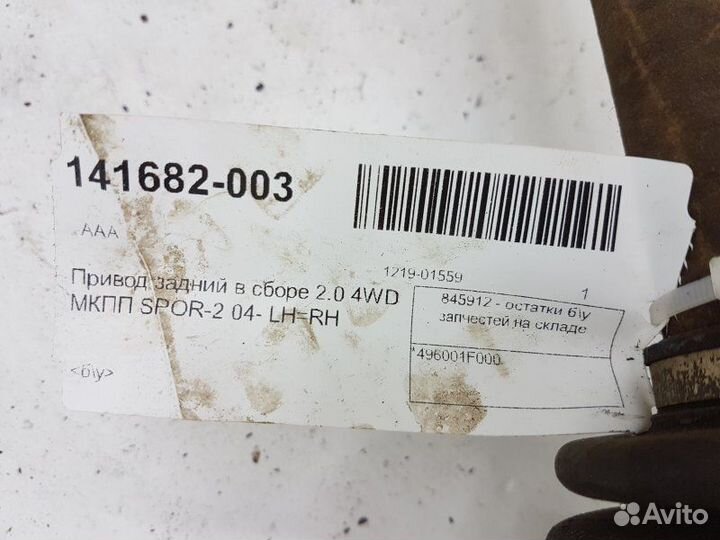 141682-003
AAA
1219-01559
1
Привод задний в сборе 2.0 4WD
МКПП SPOR-2 04- LH=RH
845912 - остатки б\у
запчестей на складе
*496001F000
<б\у>
Avito